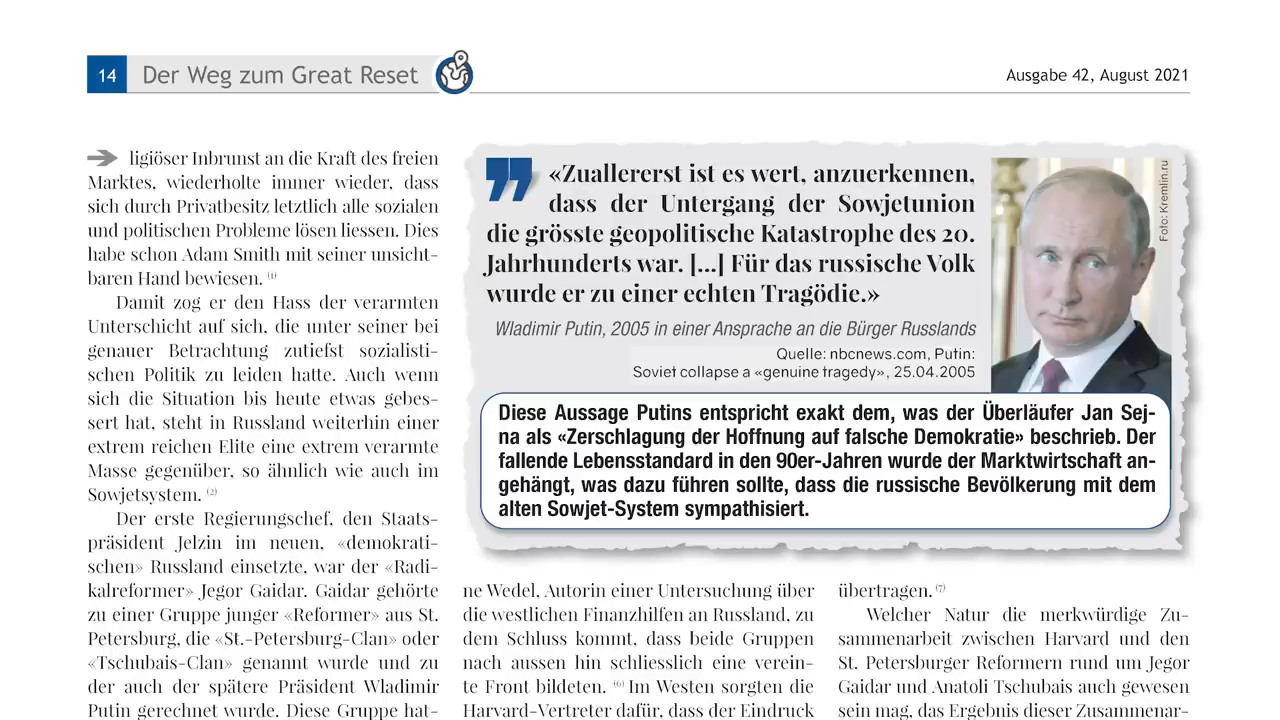 14 Der Weg zum Great Reset
Ausgabe 42, August 2021
ligiöser Inbrunst an die Kraft des freien
Marktes, wiederholte immer wieder, dass
sich durch Privatbesitz letztlich alle sozialen
und politischen Probleme lösen liessen. Dies
habe schon Adam Smith mit seiner unsicht-
baren Hand bewiesen. (1)
Damit zog er den Hass der verarmten
Unterschicht auf sich, die unter seiner bei
genauer Betrachtung zutiefst sozialisti-
schen Politik zu leiden hatte. Auch wenn
sich die Situation bis heute etwas gebes-
sert hat, steht in Russland weiterhin einer
extrem reichen Elite eine extrem verarmte
Masse gegenüber, so ähnlich wie auch im
Sowjetsystem. (2)
Der erste Regierungschef, den Staats-
präsident Jelzin im neuen, «demokrati-
schen» Russland einsetzte, war der «Radi-
kalreformer» Jegor Gaidar. Gaidar gehörte
zu einer Gruppe junger «Reformer» aus St.
Petersburg, die «St.-Petersburg-Clan» oder
«Tschubais-Clan» genannt wurde und zu
der auch der spätere Präsident Wladimir
Putin gerechnet wurde. Diese Gruppe hat-
«Zuallererst ist es wert, anzuerkennen,
dass der Untergang der Sowjetunion
die grösste geopolitische Katastrophe des 20.
Jahrhunderts war. [...] Für das russische Volk
wurde er zu einer echten Tragödie.»
Wladimir Putin, 2005 in einer Ansprache an die Bürger Russlands
Quelle: nbcnews.com, Putin:
Soviet collapse a «genuine tragedy», 25.04.2005
Foto: Kremlin.ru
Diese Aussage Putins entspricht exakt dem, was der Überläufer Jan Sej-
na als «Zerschlagung der Hoffnung auf falsche Demokratie» beschrieb. Der
fallende Lebensstandard in den 90er-Jahren wurde der Marktwirtschaft an-
gehängt, was dazu führen sollte, dass die russische Bevölkerung mit dem
alten Sowjet-System sympathisiert.
ne Wedel, Autorin einer Untersuchung über
die westlichen Finanzhilfen an Russland, zu
dem Schluss kommt, dass beide Gruppen
nach aussen hin schliesslich eine verein-
te Front bildeten. (6) Im Westen sorgten die
Harvard-Vertreter dafür, dass der Eindruck
übertragen. (7)
Welcher Natur die merkwürdige Zu-
sammenarbeit zwischen Harvard und den
St. Petersburger Reformern rund um Jegor
Gaidar und Anatoli Tschubais auch gewesen
sein mag, das Ergebnis dieser Zusammenar-